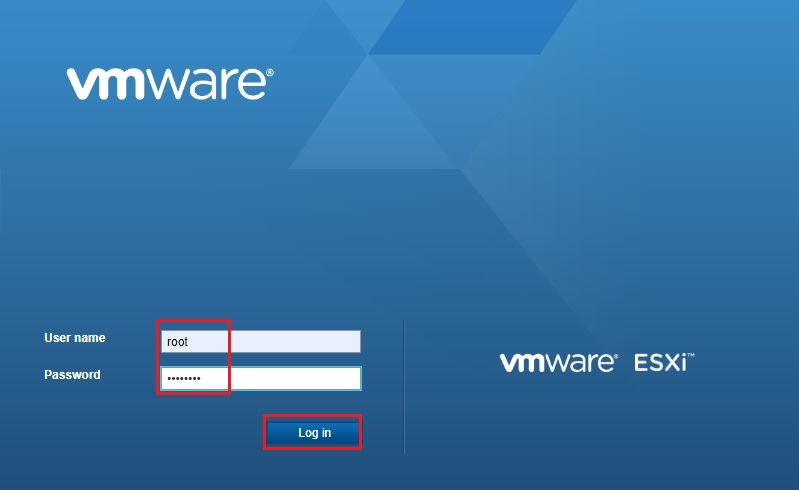 vmware®
User name
root
Password
••••••••
Log in
vmware® ESXi™